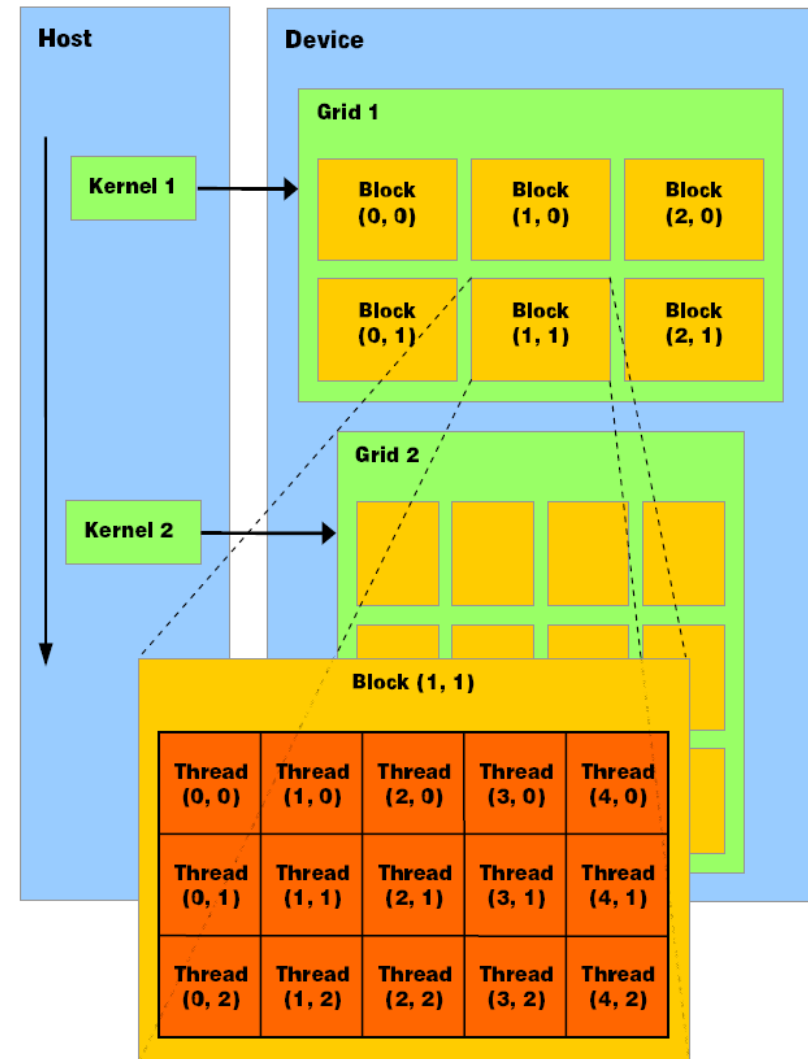 Host
Device
Grid 1
Kernel 1
Block
(0, 0)
Block
(1, 0)
Block
(2, 0)
Block
(0, 1)
Block
(1, 1)
Block
(2, 1)
Grid 2
Kernel 2
Block (1, 1)
Thread
(0, 0)
Thread
(1, 0)
Thread
(2, 0)
Thread
(3, 0)
Thread
(4, 0)
Thread
(0, 1)
Thread
(1, 1)
Thread
(2, 1)
Thread
(3, 1)
Thread
(4, 1)
Thread
(0, 2)
Thread
(1, 2)
Thread
(2, 2)
Thread
(3, 2)
Thread
(4, 2)